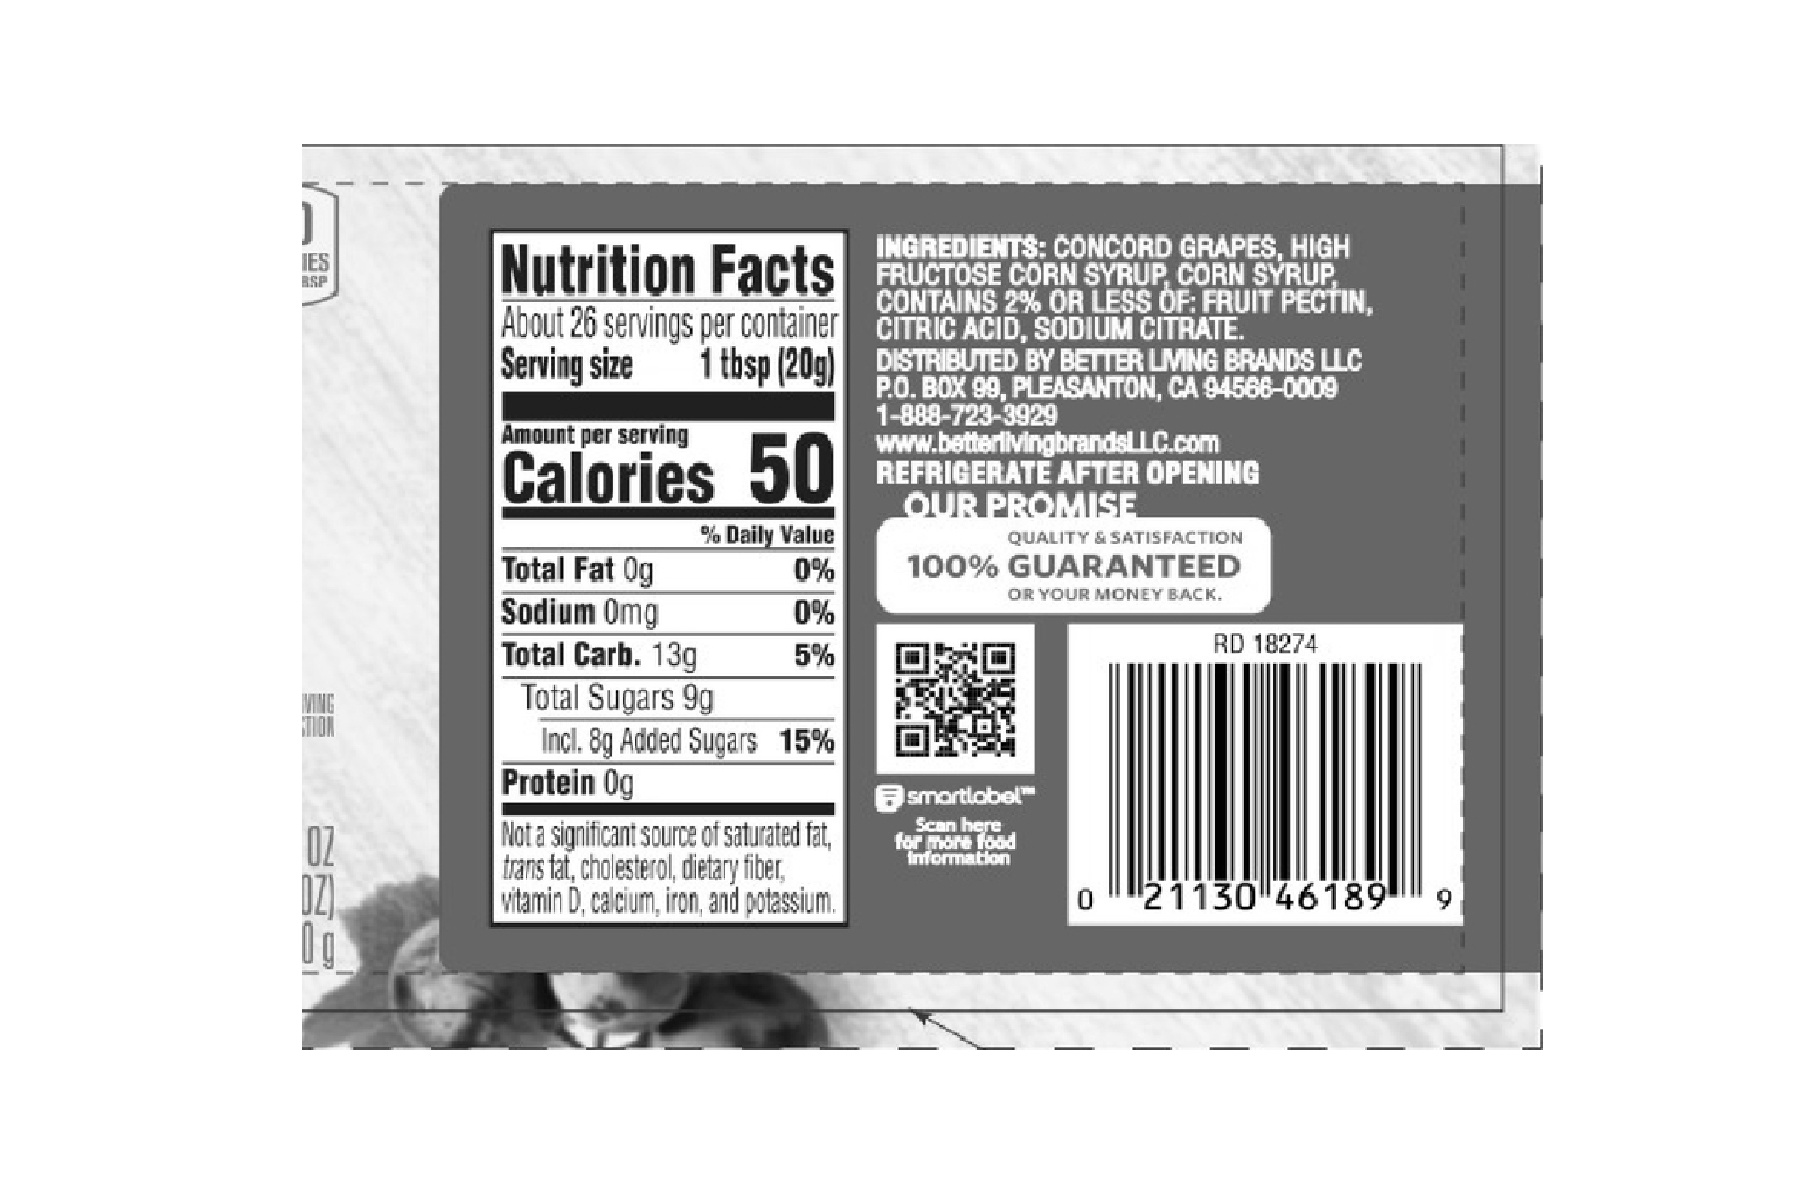 IES
Nutrition Facts
About 26 servings per container
Serving size 1 tbsp (20g)
Amount per serving
Calories 50
% Daily Value
Total Fat 0g 0%
Sodium 0mg 0%
Total Carb. 13g 5%
Total Sugars 9g
Incl. 8g Added Sugars 15%
Protein 0g
Not a significant source of saturated fat,
trans fat, cholesterol, dietary fiber,
vitamin D, calcium, iron, and potassium.
INGREDIENTS: CONCORD GRAPES, HIGH
FRUCTOSE CORN SYRUP, CORN SYRUP,
CONTAINS 2% OR LESS OF: FRUIT PECTIN,
CITRIC ACID, SODIUM CITRATE.
DISTRIBUTED BY BETTER LIVING BRANDS LLC
P.O. BOX 99, PLEASANTON, CA 94566-0009
1-888-723-3929
www.betterlivingbrandsLLC.com
REFRIGERATE AFTER OPENING
OUR PROMISE
QUALITY & SATISFACTION
100% GUARANTEED
OR YOUR MONEY BACK.
smartlabel™
Scan here
for more food
information
RD 18274
0 21130 46189 9
OZ
OZ)
0 g